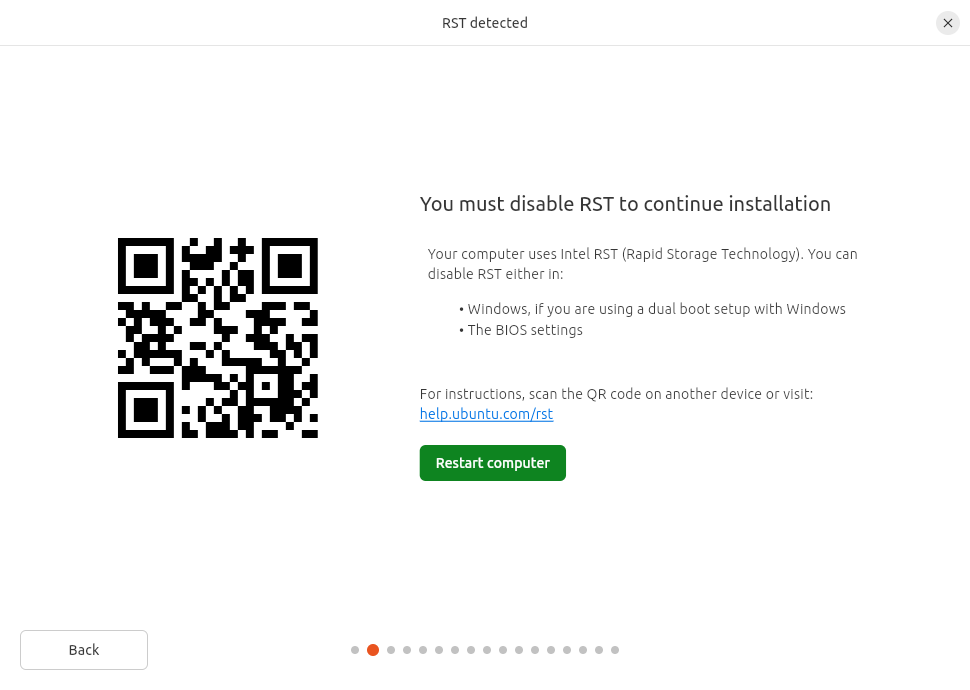 RST detected
You must disable RST to continue installation
Your computer uses Intel RST (Rapid Storage Technology). You can
disable RST either in:
• Windows, if you are using a dual boot setup with Windows
• The BIOS settings
For instructions, scan the QR code on another device or visit:
help.ubuntu.com/rst
Restart computer
Back